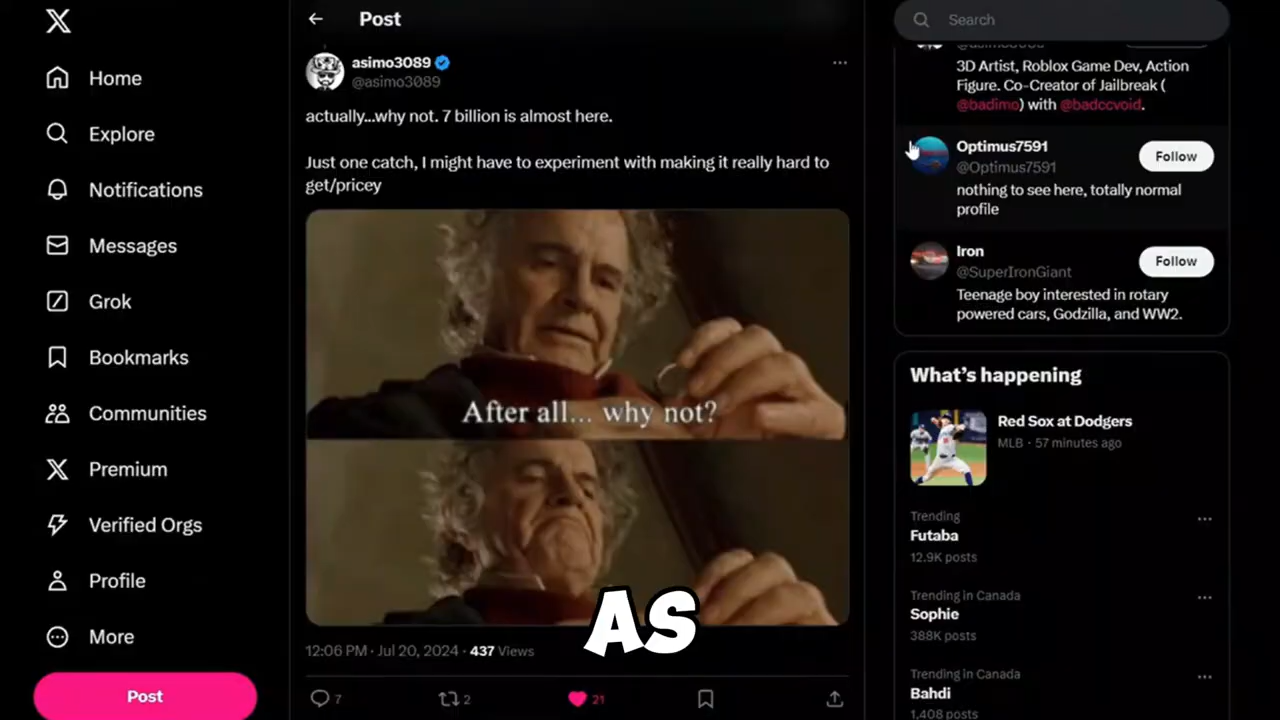 Home
Explore
Notifications
Messages
Grok
Bookmarks
Communities
Premium
Verified Orgs
Profile
More
Post
Post
asimo3089
@asimo3089
actually...why not. 7 billion is almost here.
Just one catch, I might have to experiment with making it really hard to
get/pricey
After all... why not?
AS
12:06 PM · Jul 20, 2024 · 437 Views
7
2
21
Search
3D Artist, Roblox Game Dev, Action
Figure. Co-Creator of Jailbreak (
@badimo) with @badccvoid.
Optimus7591
@Optimus7591
Follow
nothing to see here, totally normal
profile
Iron
@SuperIronGiant
Follow
Teenage boy interested in rotary
powered cars, Godzilla, and WW2.
What's happening
Red Sox at Dodgers
MLB · 57 minutes ago
Trending
Futaba
12.9K posts
Trending in Canada
Sophie
388K posts
Trending in Canada
Bahdi
1,408 posts